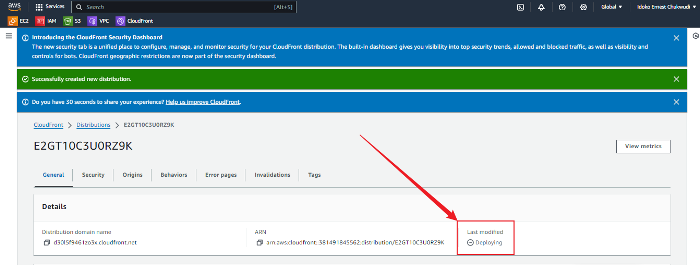 aws
Services
Search
[Alt+S]
Global
Idoko Ernest Chukwudi
EC2
IAM
S3
VPC
CloudFront
Introducing the CloudFront Security Dashboard
The new security tab is a unified place to configure, manage, and monitor security for your CloudFront distribution. The built-in dashboard gives you visibility into top security trends, allowed and blocked traffic, as well as visibility and
controls for bots. CloudFront geographic restrictions are now part of the security dashboard.
Successfully created new distribution.
Do you have 30 seconds to share your experience? Help us improve CloudFront.
CloudFront
Distributions
E2GT10C3U0RZ9K
E2GT10C3U0RZ9K
View metrics
General
Security
Origins
Behaviors
Error pages
Invalidations
Tags
Details
Distribution domain name
ARN
Last modified
arn:aws:cloudfront::381491845562:distribution/E2GT10C3U0RZ9K
Deploying